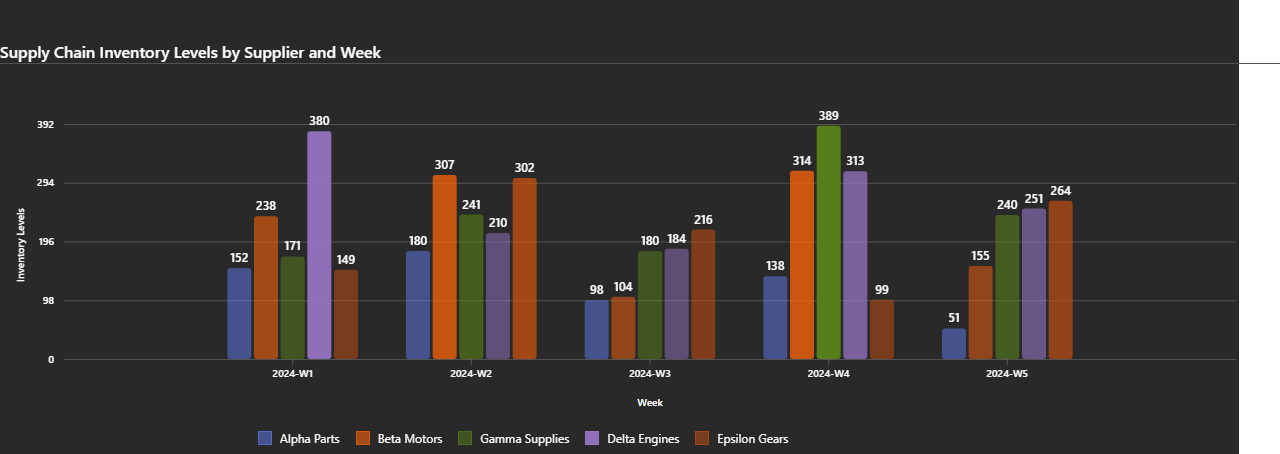 Supply Chain Inventory Levels by Supplier and Week
392
294
196
98
0
Inventory Levels
152
238
171
380
149
180
307
241
210
302
98
104
180
184
216
138
314
389
313
99
51
155
240
251
264
2024-W1
2024-W2
2024-W3
2024-W4
2024-W5
Week
Alpha Parts
Beta Motors
Gamma Supplies
Delta Engines
Epsilon Gears